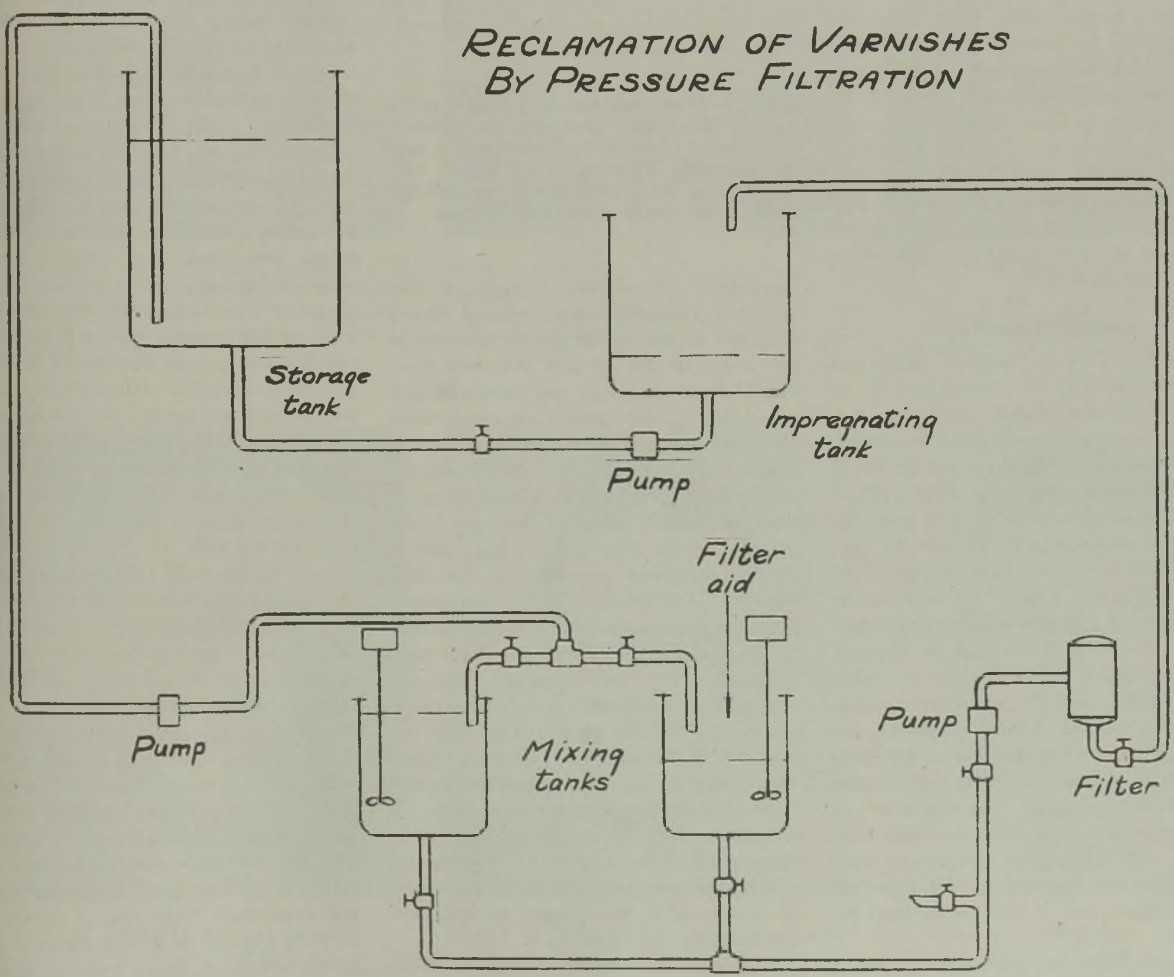 RECLAMATION OF VARNISHES
BY PRESSURE FILTRATION
Storage
tank
Impregnating
tank
Pump
Filter
aid
Pump
Mixing
tanks
Pump
Filter